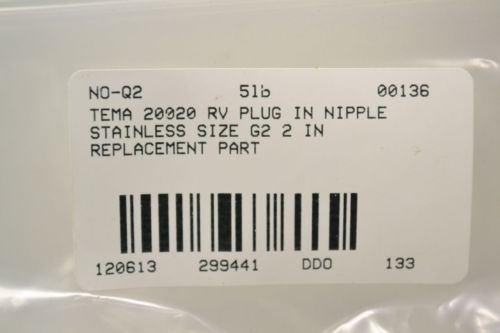 NO-Q2 5lb 00136
TEMA 20020 RV PLUG IN NIPPLE
STAINLESS SIZE G2 2 IN
REPLACEMENT PART
120613 299441 DDO 133